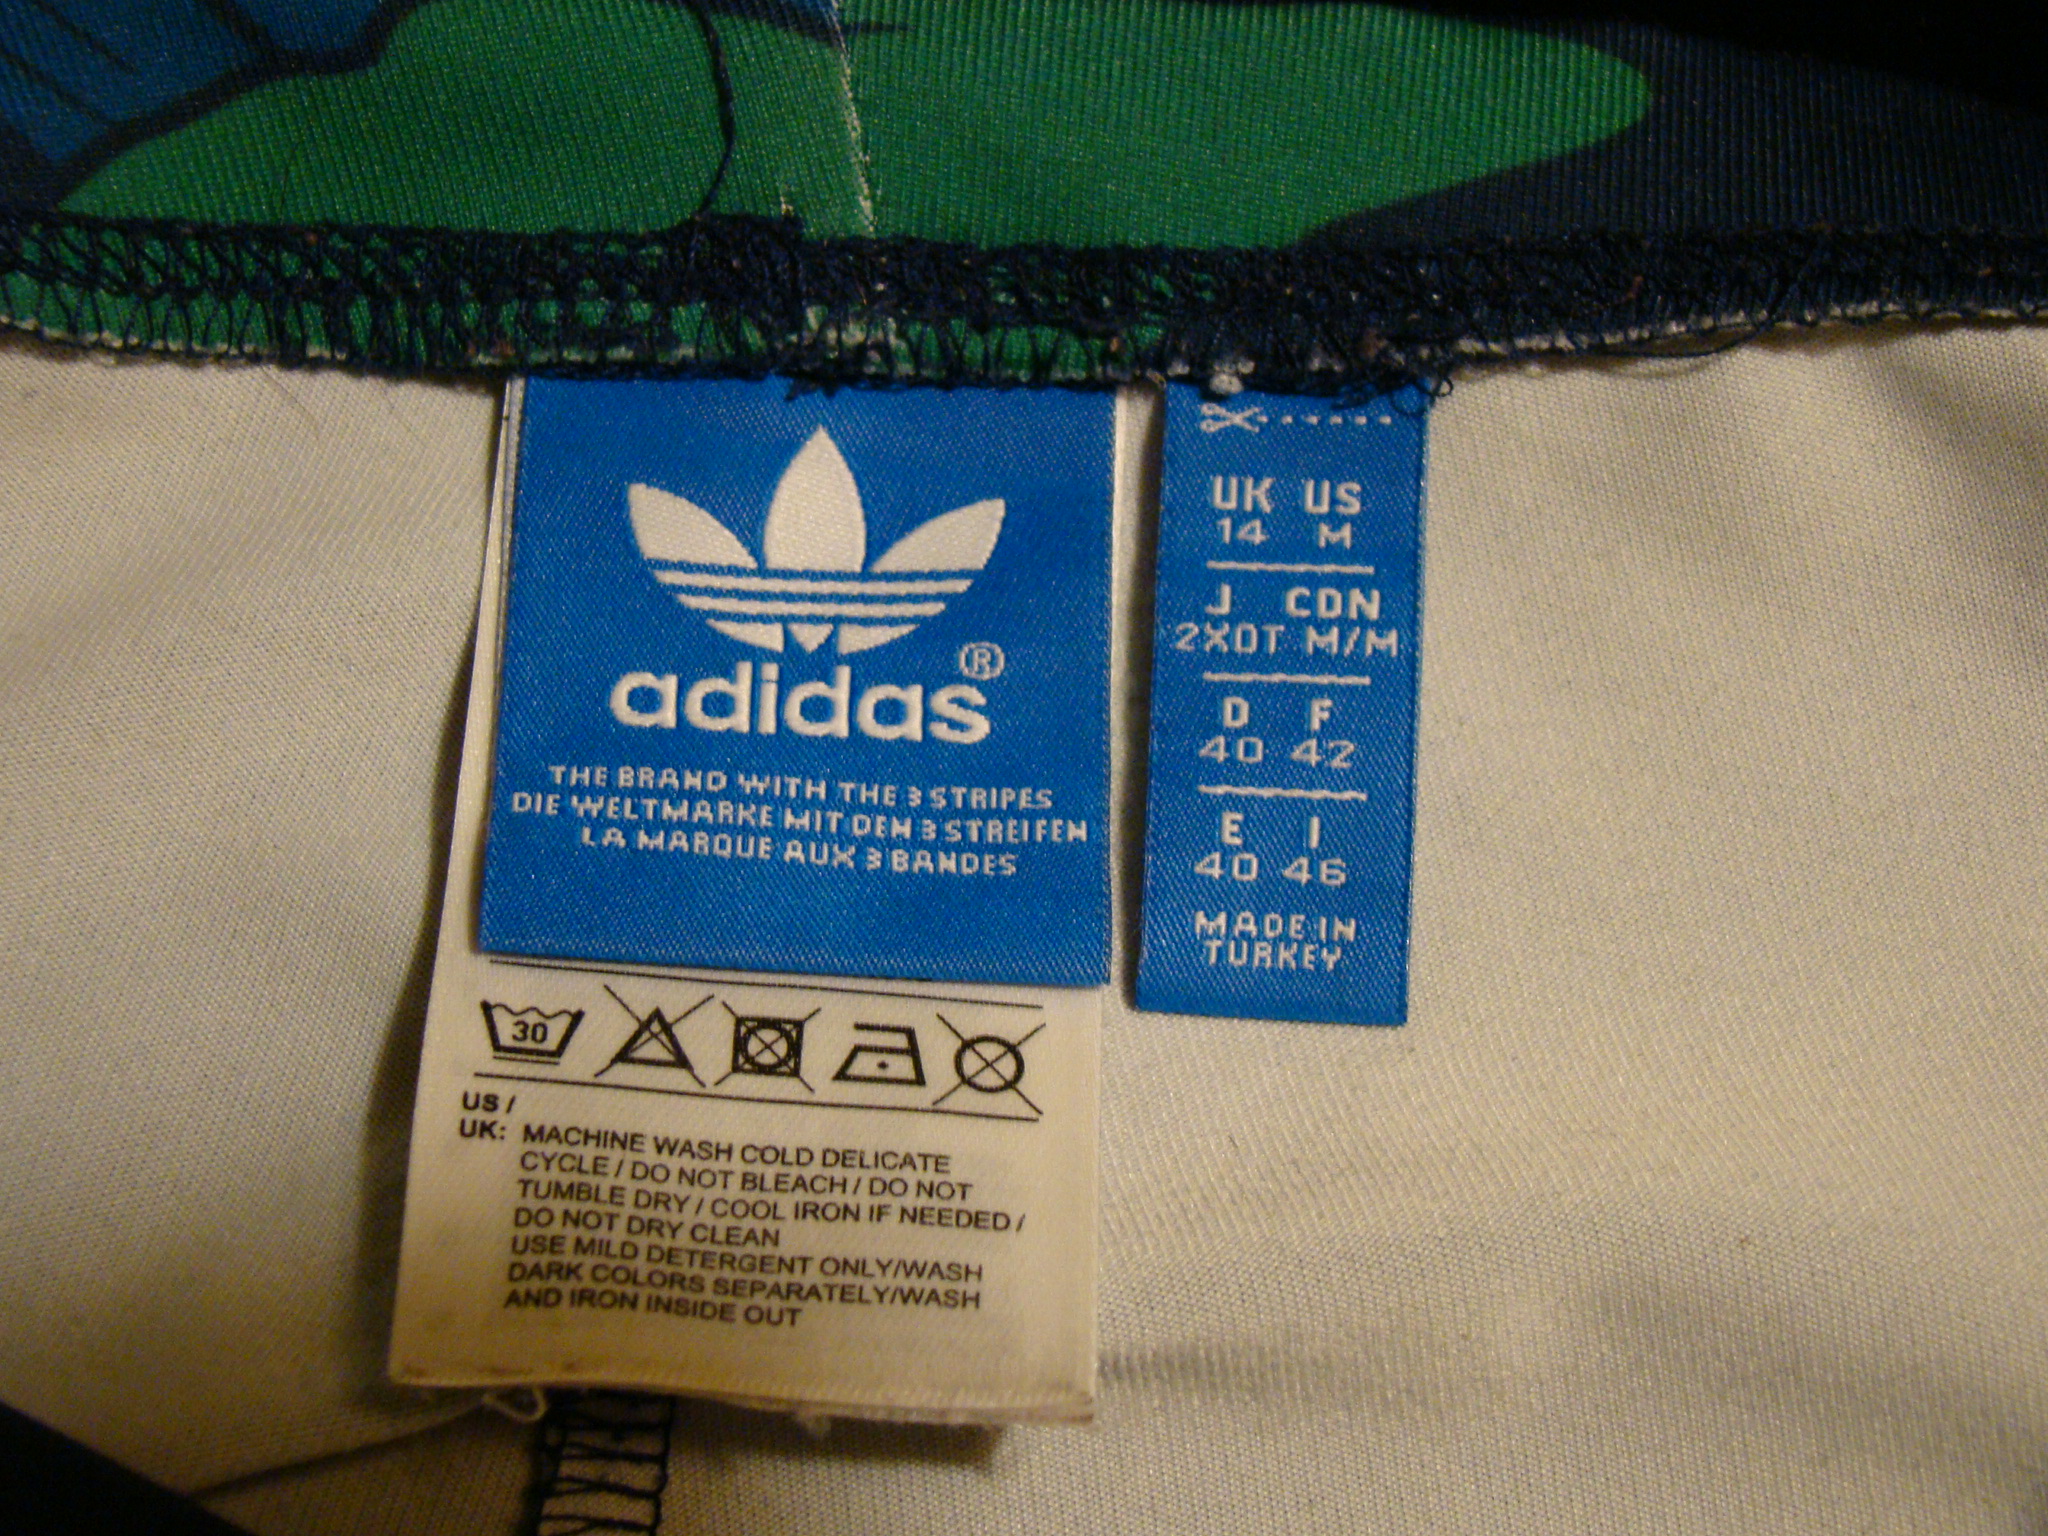 adidas®
THE BRAND WITH THE 3 STRIPES
DIE WELTMARKE MIT DEN 3 STREIFEN
LA MARQUE AUX 3 BANDES
UK US
14 M
J CDN
2XOT M/M
D F
40 42
E I
40 46
MADE IN
TURKEY
30
US /
UK: MACHINE WASH COLD DELICATE
CYCLE / DO NOT BLEACH / DO NOT
TUMBLE DRY / COOL IRON IF NEEDED /
DO NOT DRY CLEAN
USE MILD DETERGENT ONLY/WASH
DARK COLORS SEPARATELY/WASH
AND IRON INSIDE OUT